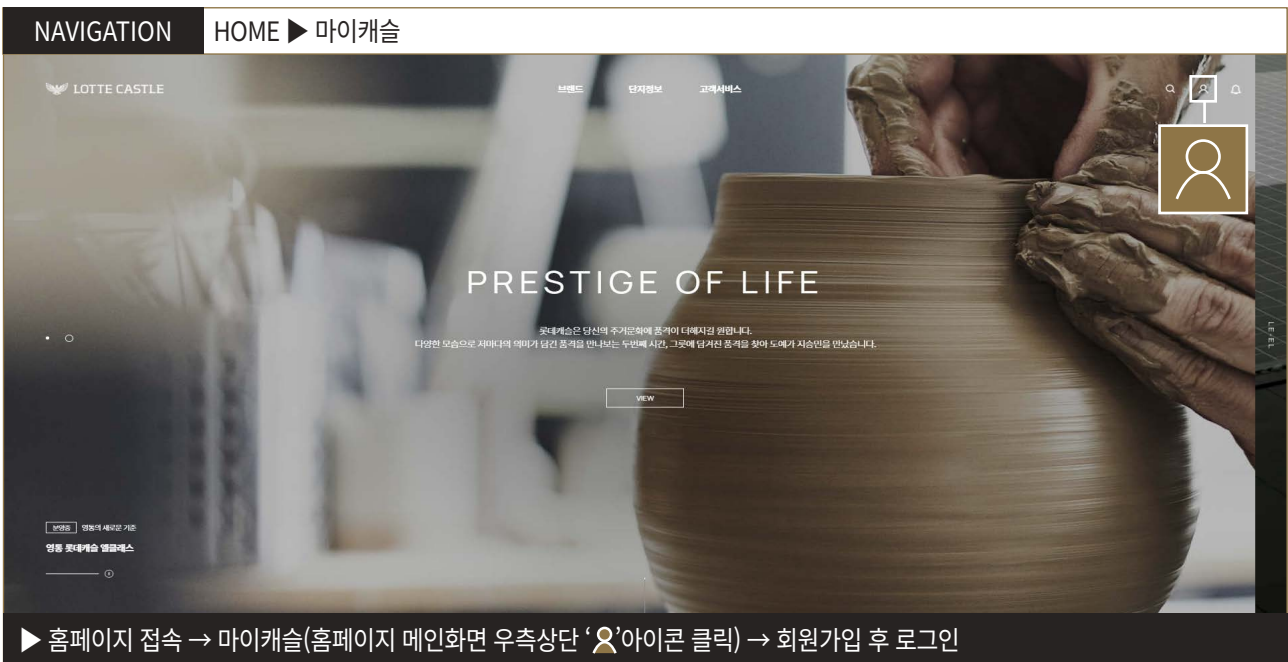 NAVIGATION HOME ▶ 마이캐슬
LOTTE CASTLE 브랜드 단지정보 고객서비스
PRESTIGE OF LIFE
롯데캐슬은 당신의 주거문화에 품격이 더해지길 원합니다.
다양한 모습으로 저마다의 의미가 담긴 품격을 만나보는 두번째 시간, 그릇에 담겨진 품격을 찾아 도예가 지승민을 만났습니다.
VIEW
LE/EL
분양중 영통의 새로운 기준
영통 롯데캐슬 엘클래스
▶ 홈페이지 접속 → 마이캐슬(홈페이지 메인화면 우측상단 ‘ ’아이콘 클릭) → 회원가입 후 로그인